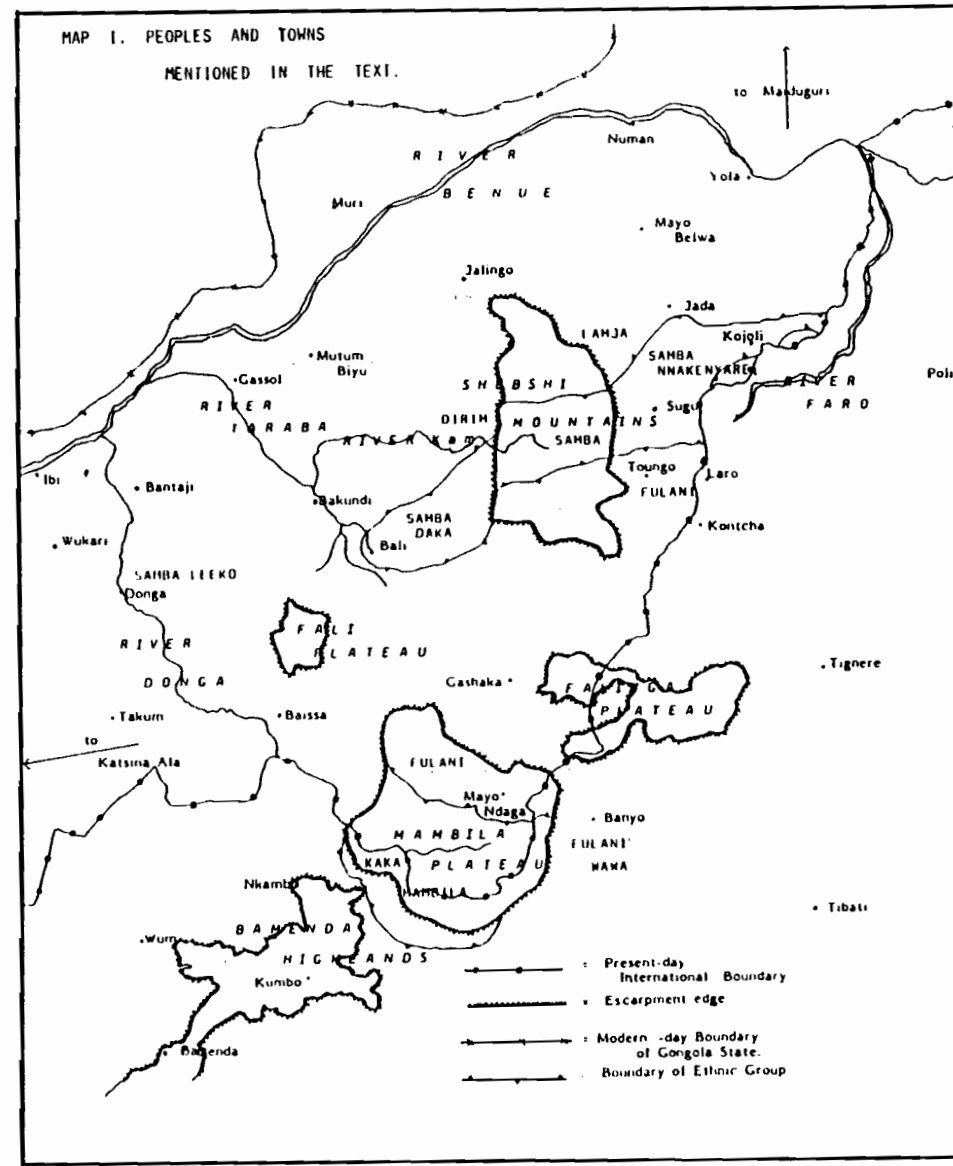 MAP I. PEOPLES AND TOWNS
MENTIONED IN THE TEXT.
to Maiduguri
Numan
RIVER
BENUE
Yola
Muri
Mayo
Belwa
Jalingo
Jada
LAHJA
Kojoli
Mutum
Biyu
SAMBA
NNAKENYARE
Gassol
SHEBSHI
RIVER
FARO
Poli
RIVER
TARABA
DIRIM
MOUNTAINS
Sugu
RIVER Kam
SAMBA
Ibi
Toungo
Laro
Bantaji
FULANI
Bakundi
SAMBA
DAKA
Kontcha
Wukari
Bali
SAMBA LEEKO
Donga
FALI
PLATEAU
RIVER
DONGA
Tignere
Gashaka
FALINGA
PLATEAU
Takum
Baissa
to
Katsina Ala
FULANI
Mayo
Ndaga
Banyo
MAMBILA
PLATEAU
FULANI
WAWA
KAKA
MAMBILA
Nkambe
Tibati
BAMENDA
HIGHLANDS
Wum
Kumbo
Bamenda
: Present-day
International Boundary
Escarpment edge
= Modern -day Boundary
of Gongola State.
Boundary of Ethnic Group